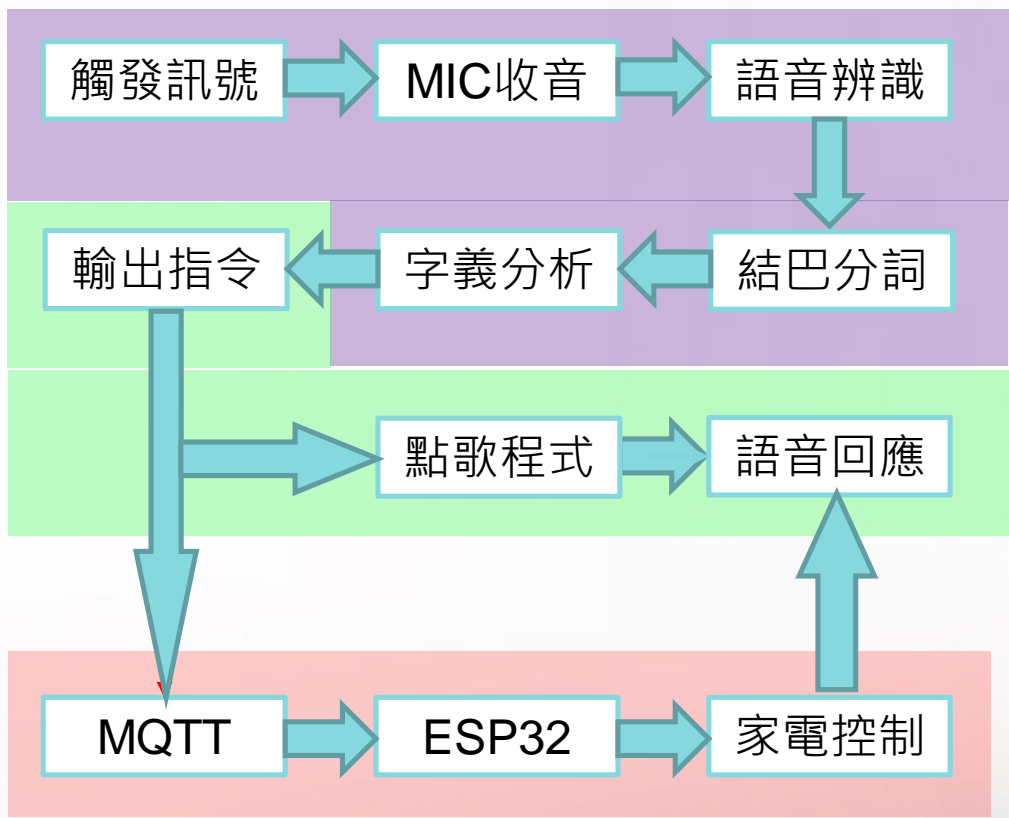 觸發訊號
MIC收音
語音辨識
輸出指令
字義分析
結巴分詞
點歌程式
語音回應
MQTT
ESP32
家電控制